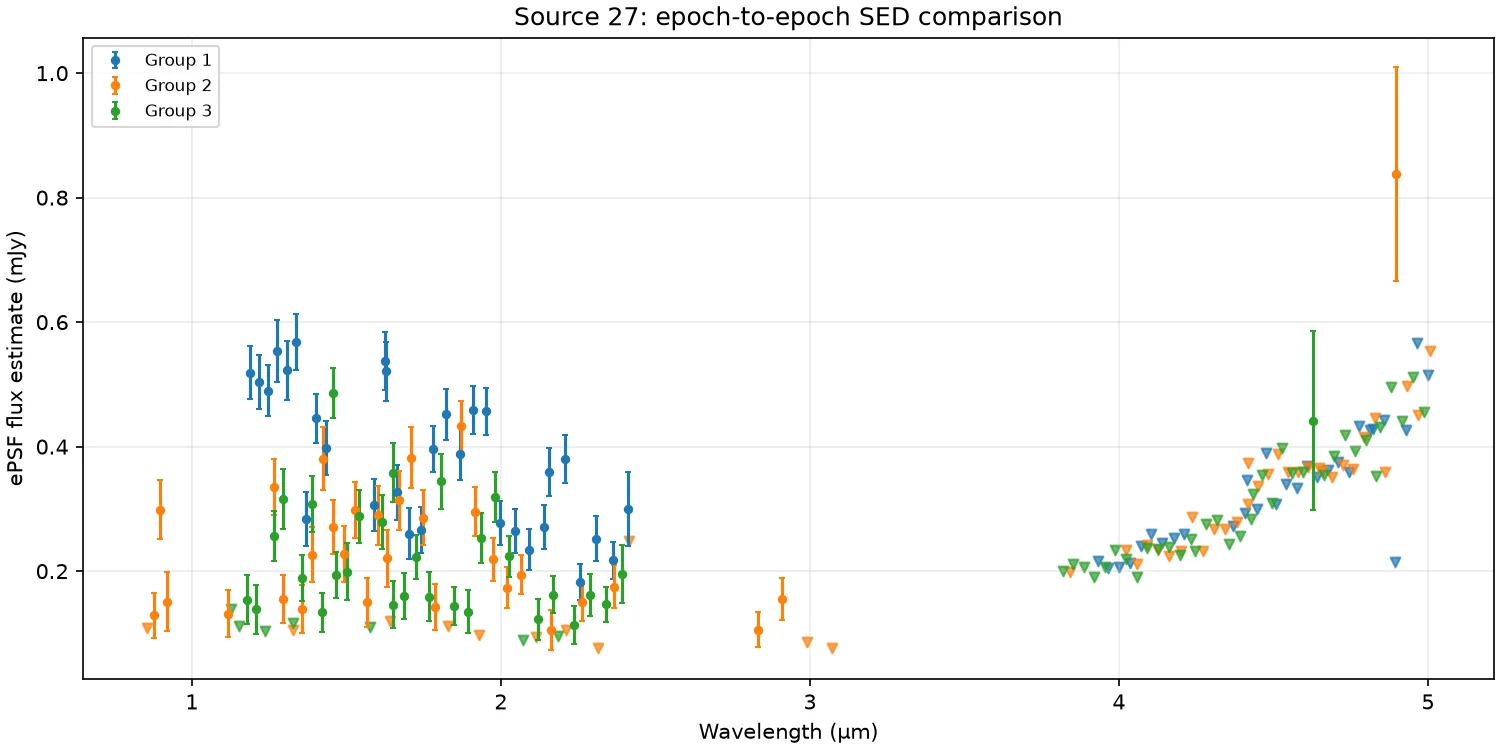 Source 27: epoch-to-epoch SED comparison
Group 1
Group 2
Group 3
1.0
0.8
0.6
0.4
0.2
ePSF flux estimate (mJy)
1
2
3
4
5
Wavelength (μm)